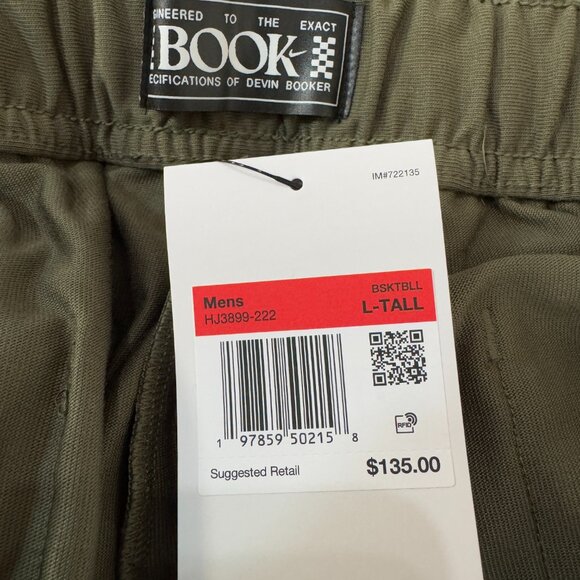 GINEERED TO THE EXACT
BOOK
ECIFICATIONS OF DEVIN BOOKER
IM#722135
Mens
BSKTBLL
HJ3899-222
L-TALL
1 97859 50215 8
RFID
Suggested Retail
$135.00